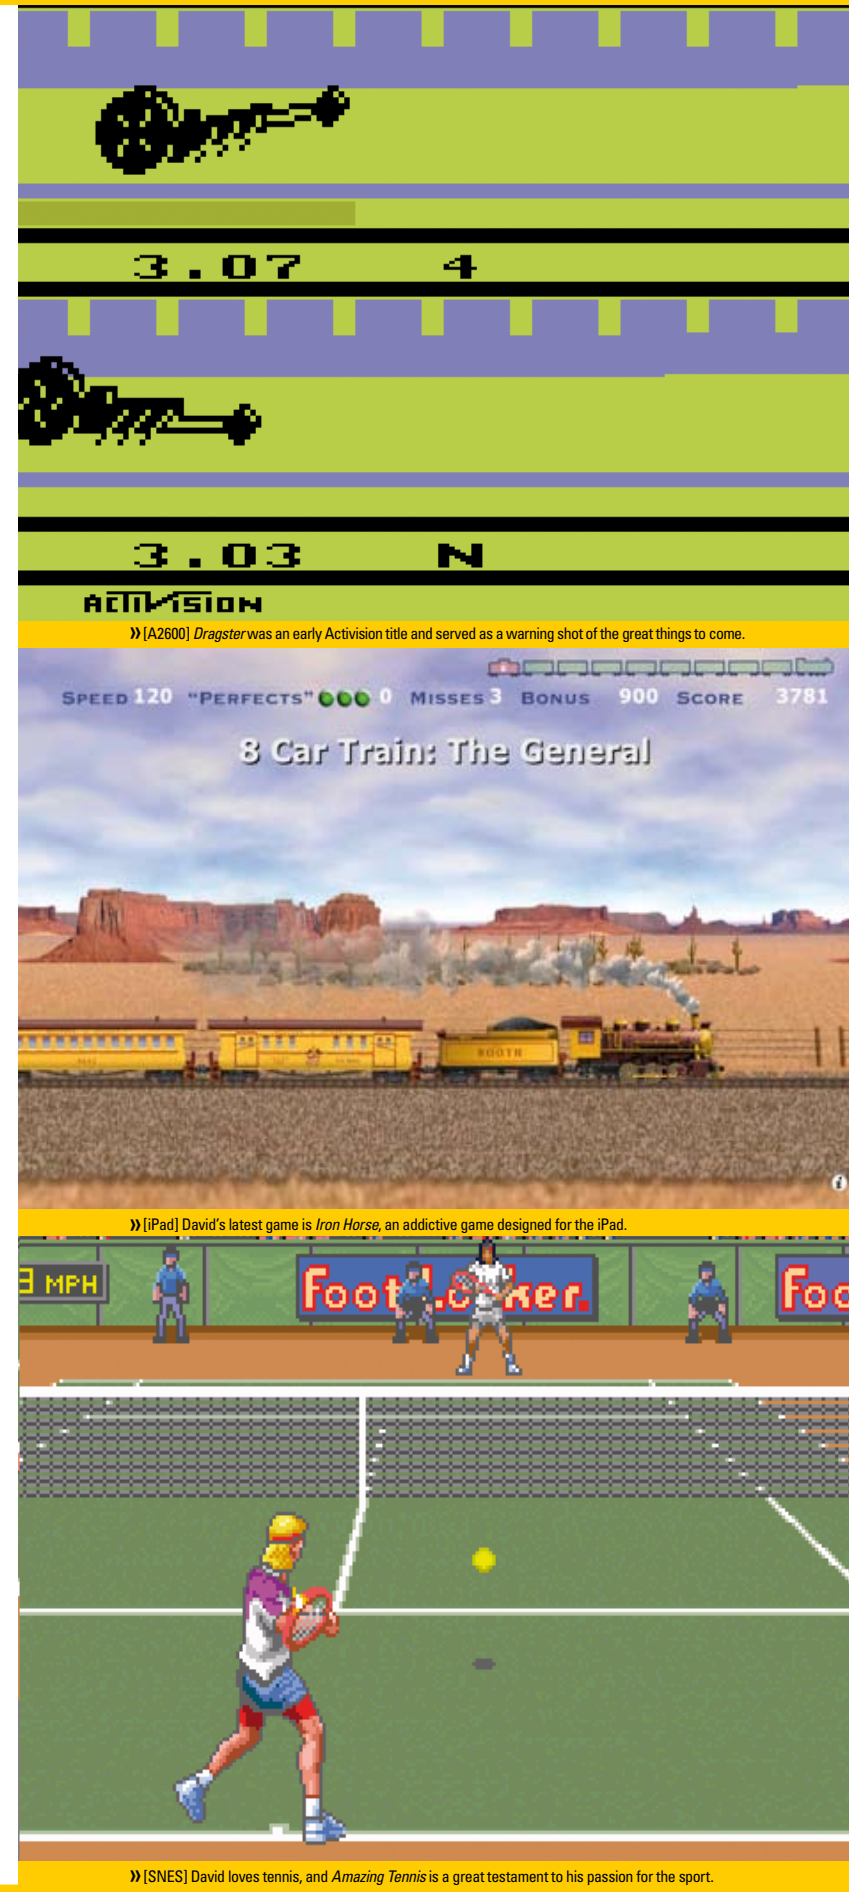 3.07 4
3.03 N
ACTIVISION
» [A2600] Dragster was an early Activision title and served as a warning shot of the great things to come.
SPEED 120 "PERFECTS" 0 MISSES 3 BONUS 900 SCORE 3781
8 Car Train: The General
BOOTH
i
» [iPad] David's latest game is Iron Horse, an addictive game designed for the iPad.
MPH
Foo
» [SNES] David loves tennis, and Amazing Tennis is a great testament to his passion for the sport.